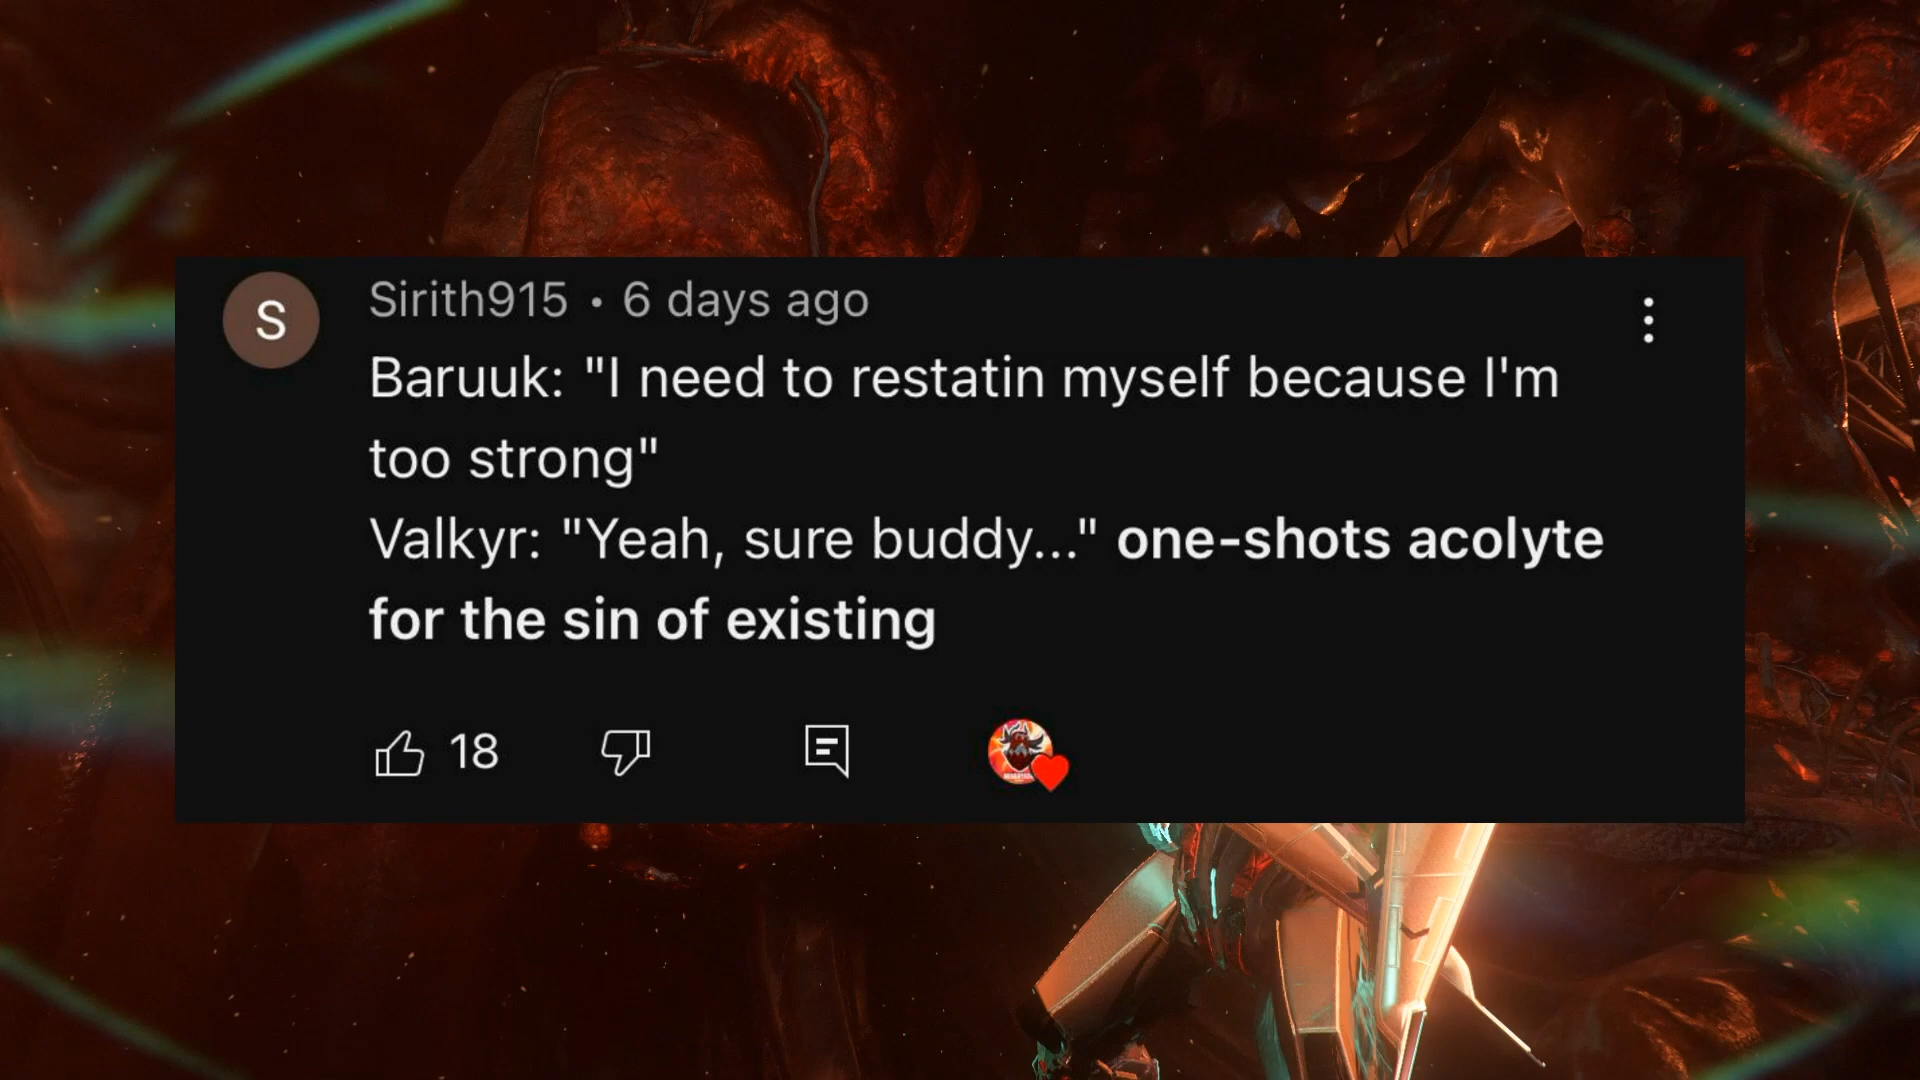 S
Sirith915 • 6 days ago
Baruuk: "I need to restatin myself because I'm
too strong"
Valkyr: "Yeah, sure buddy..." one-shots acolyte
for the sin of existing
18